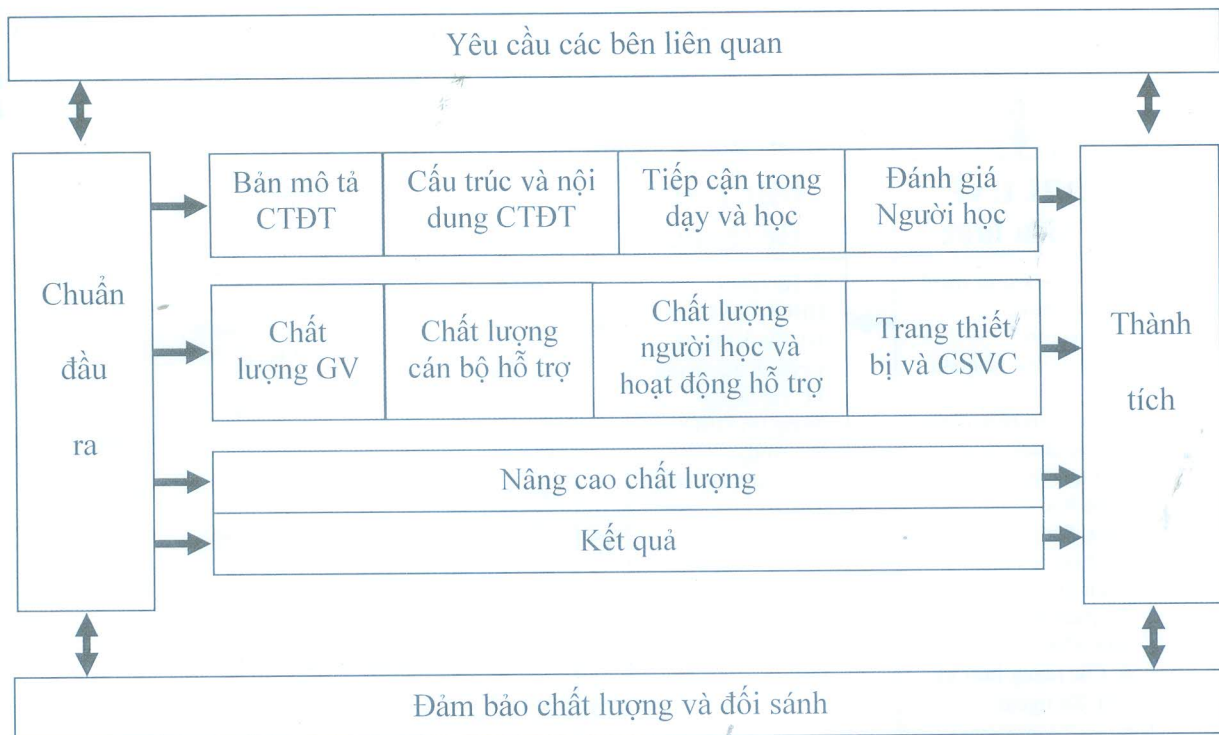 Yêu cầu các bên liên quan
Chuẩn
đầu
ra
Bản mô tả
CTĐT
Cấu trúc và nội
dung CTĐT
Tiếp cận trong
dạy và học
Đánh giá
Người học
Chất
lượng GV
Chất lượng
cán bộ hỗ trợ
Chất lượng
người học và
hoạt động hỗ trợ
Trang thiết
bị và CSVC
Nâng cao chất lượng
Kết quả
Thành
tích
Đảm bảo chất lượng và đối sánh